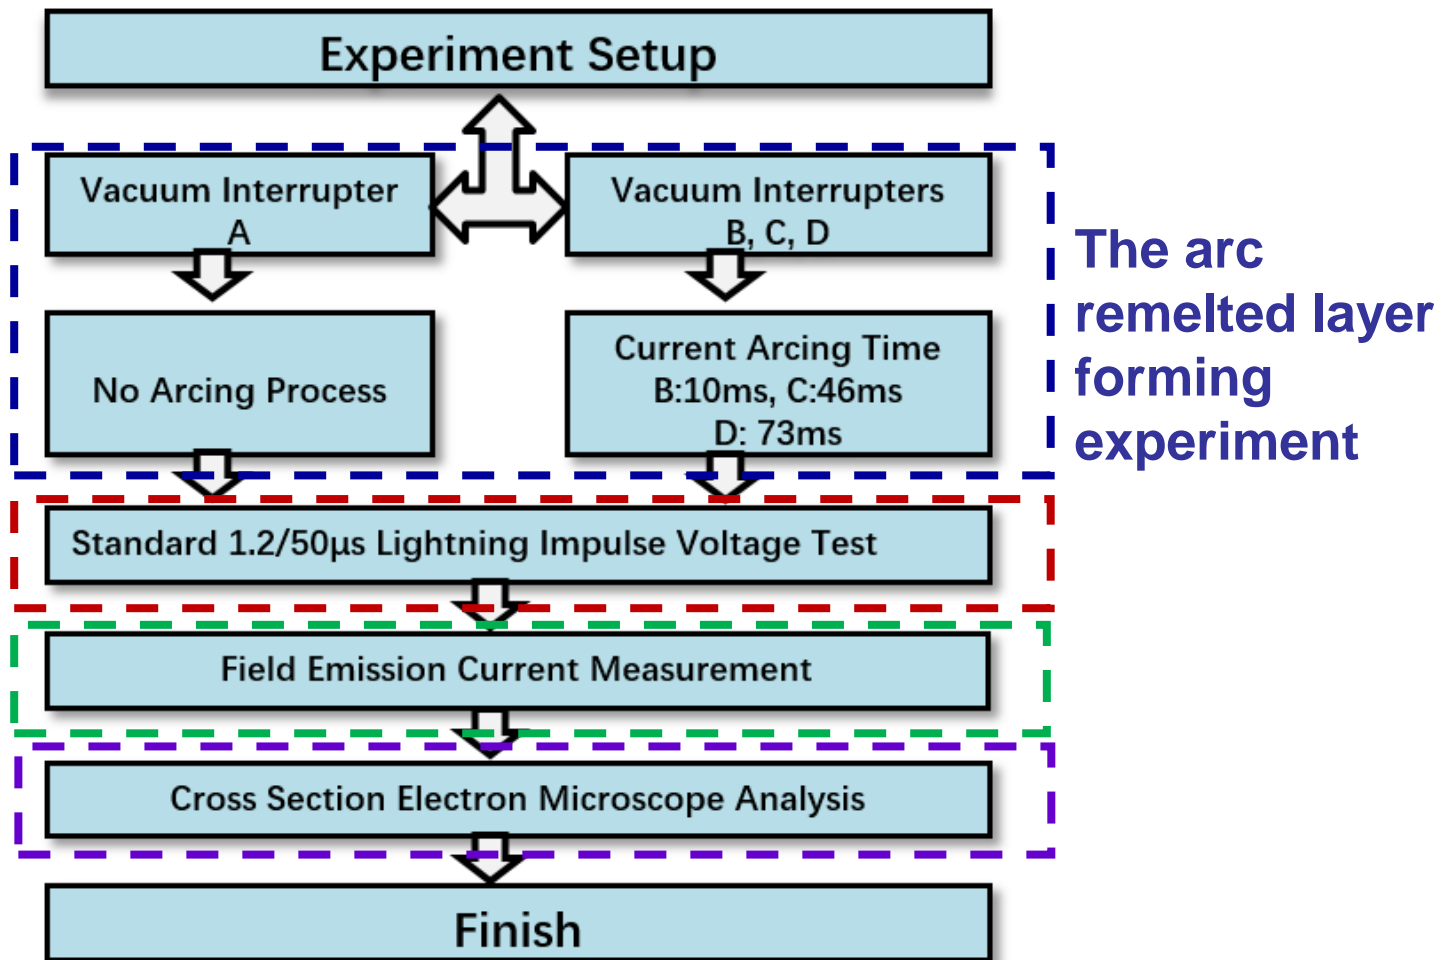 Experiment Setup
Vacuum Interrupter
A
Vacuum Interrupters
B, C, D
No Arcing Process
Current Arcing Time
B:10ms, C:46ms
D: 73ms
The arc
remelted layer
forming
experiment
Standard 1.2/50μs Lightning Impulse Voltage Test
Field Emission Current Measurement
Cross Section Electron Microscope Analysis
Finish